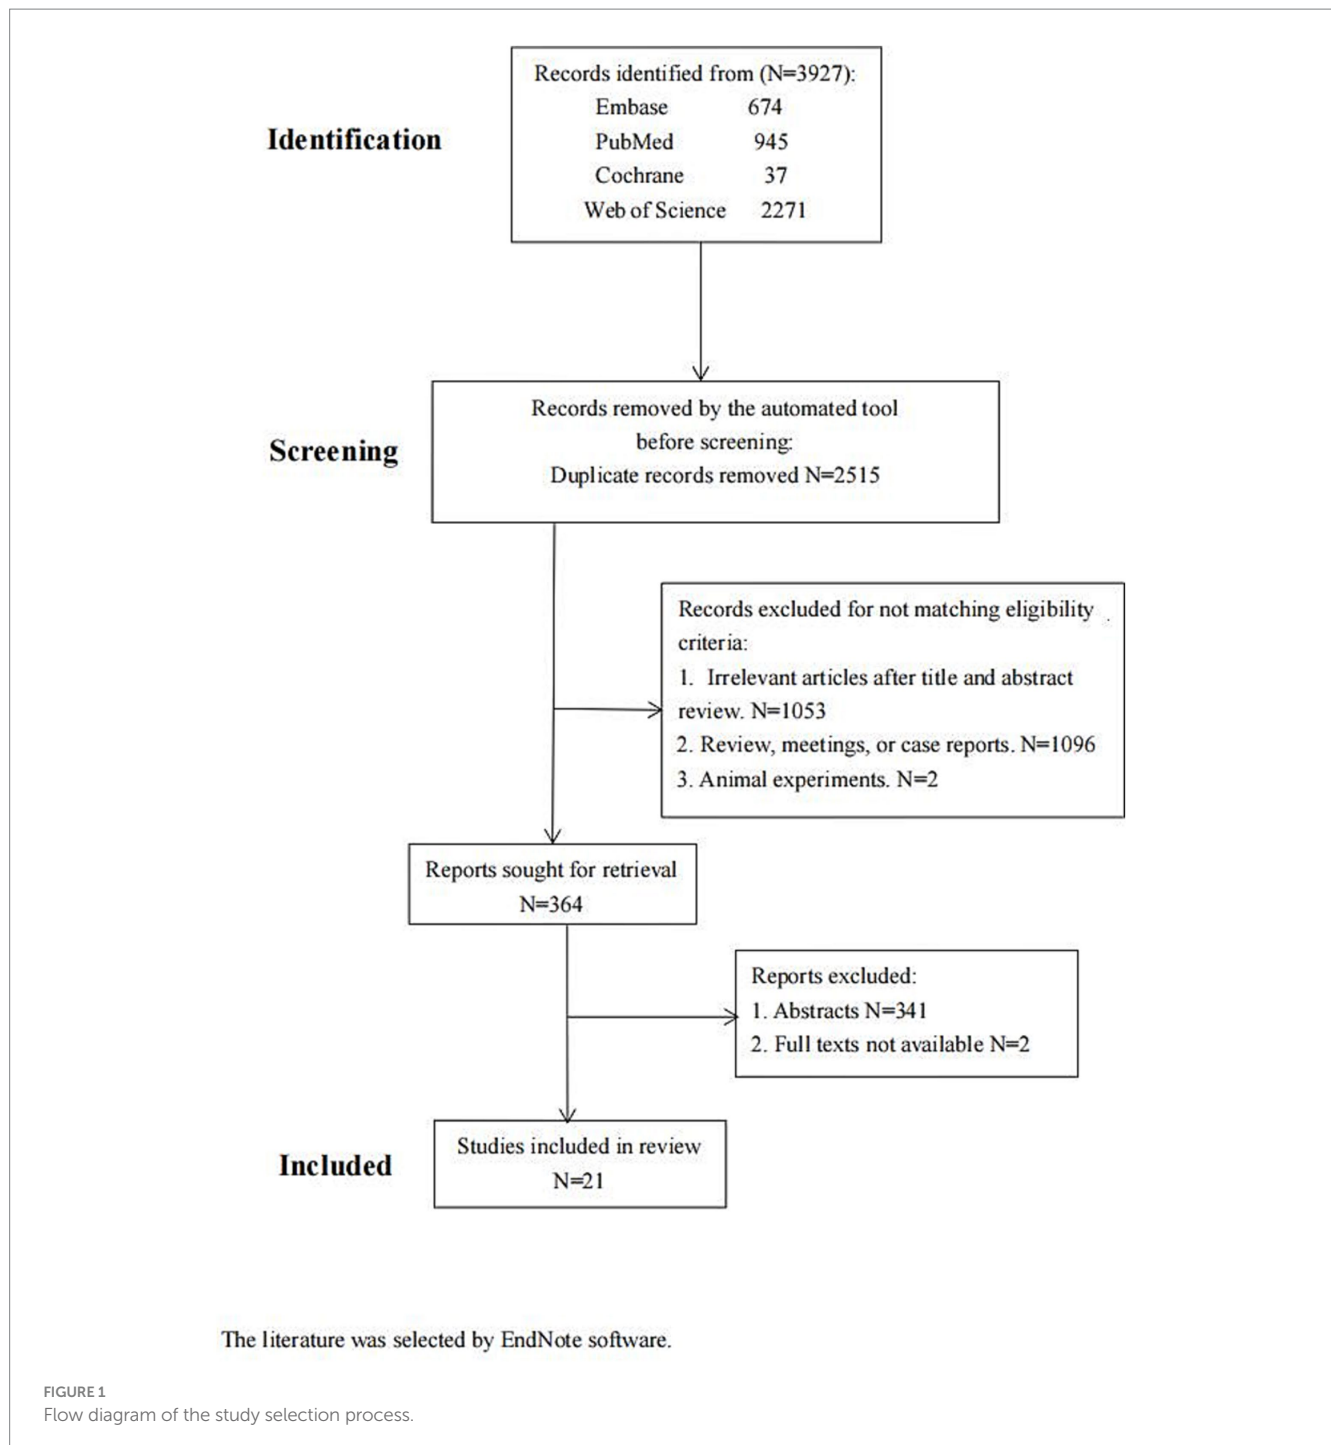 Identification
Records identified from (N=3927):
Embase 674
PubMed 945
Cochrane 37
Web of Science 2271
Screening
Records removed by the automated tool
before screening:
Duplicate records removed N=2515
Records excluded for not matching eligibility .
criteria:
1. Irrelevant articles after title and abstract
review. N=1053
2. Review, meetings, or case reports. N=1096
3. Animal experiments. N=2
Reports sought for retrieval
N=364
Reports excluded:
1. Abstracts N=341
2. Full texts not available N=2
Included
Studies included in review
N=21
The literature was selected by EndNote software.
FIGURE 1
Flow diagram of the study selection process.